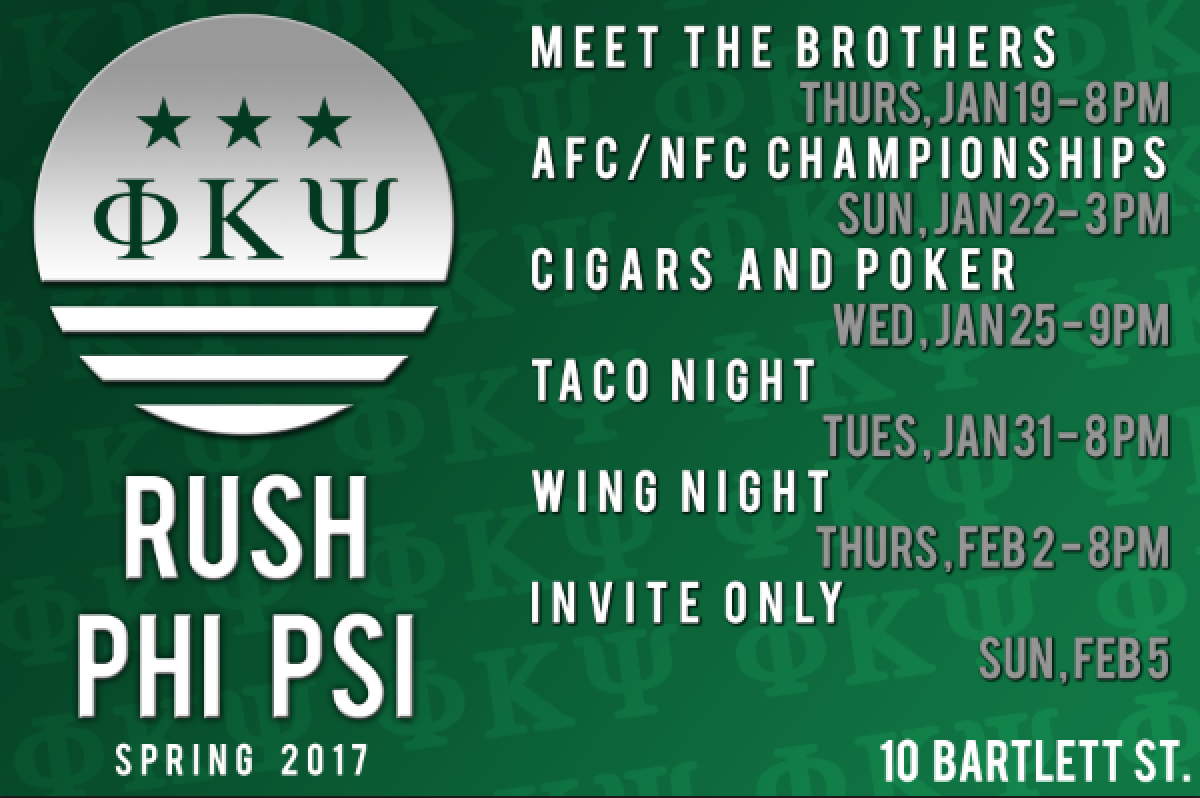 ΦΚΨ
RUSH
PHI PSI
SPRING 2017
MEET THE BROTHERS
THURS, JAN 19 - 8PM
AFC/NFC CHAMPIONSHIPS
SUN, JAN 22 - 3PM
CIGARS AND POKER
WED, JAN 25 - 9PM
TACO NIGHT
TUES, JAN 31 - 8PM
WING NIGHT
THURS, FEB 2 - 8PM
INVITE ONLY
SUN, FEB 5
10 BARTLETT ST.